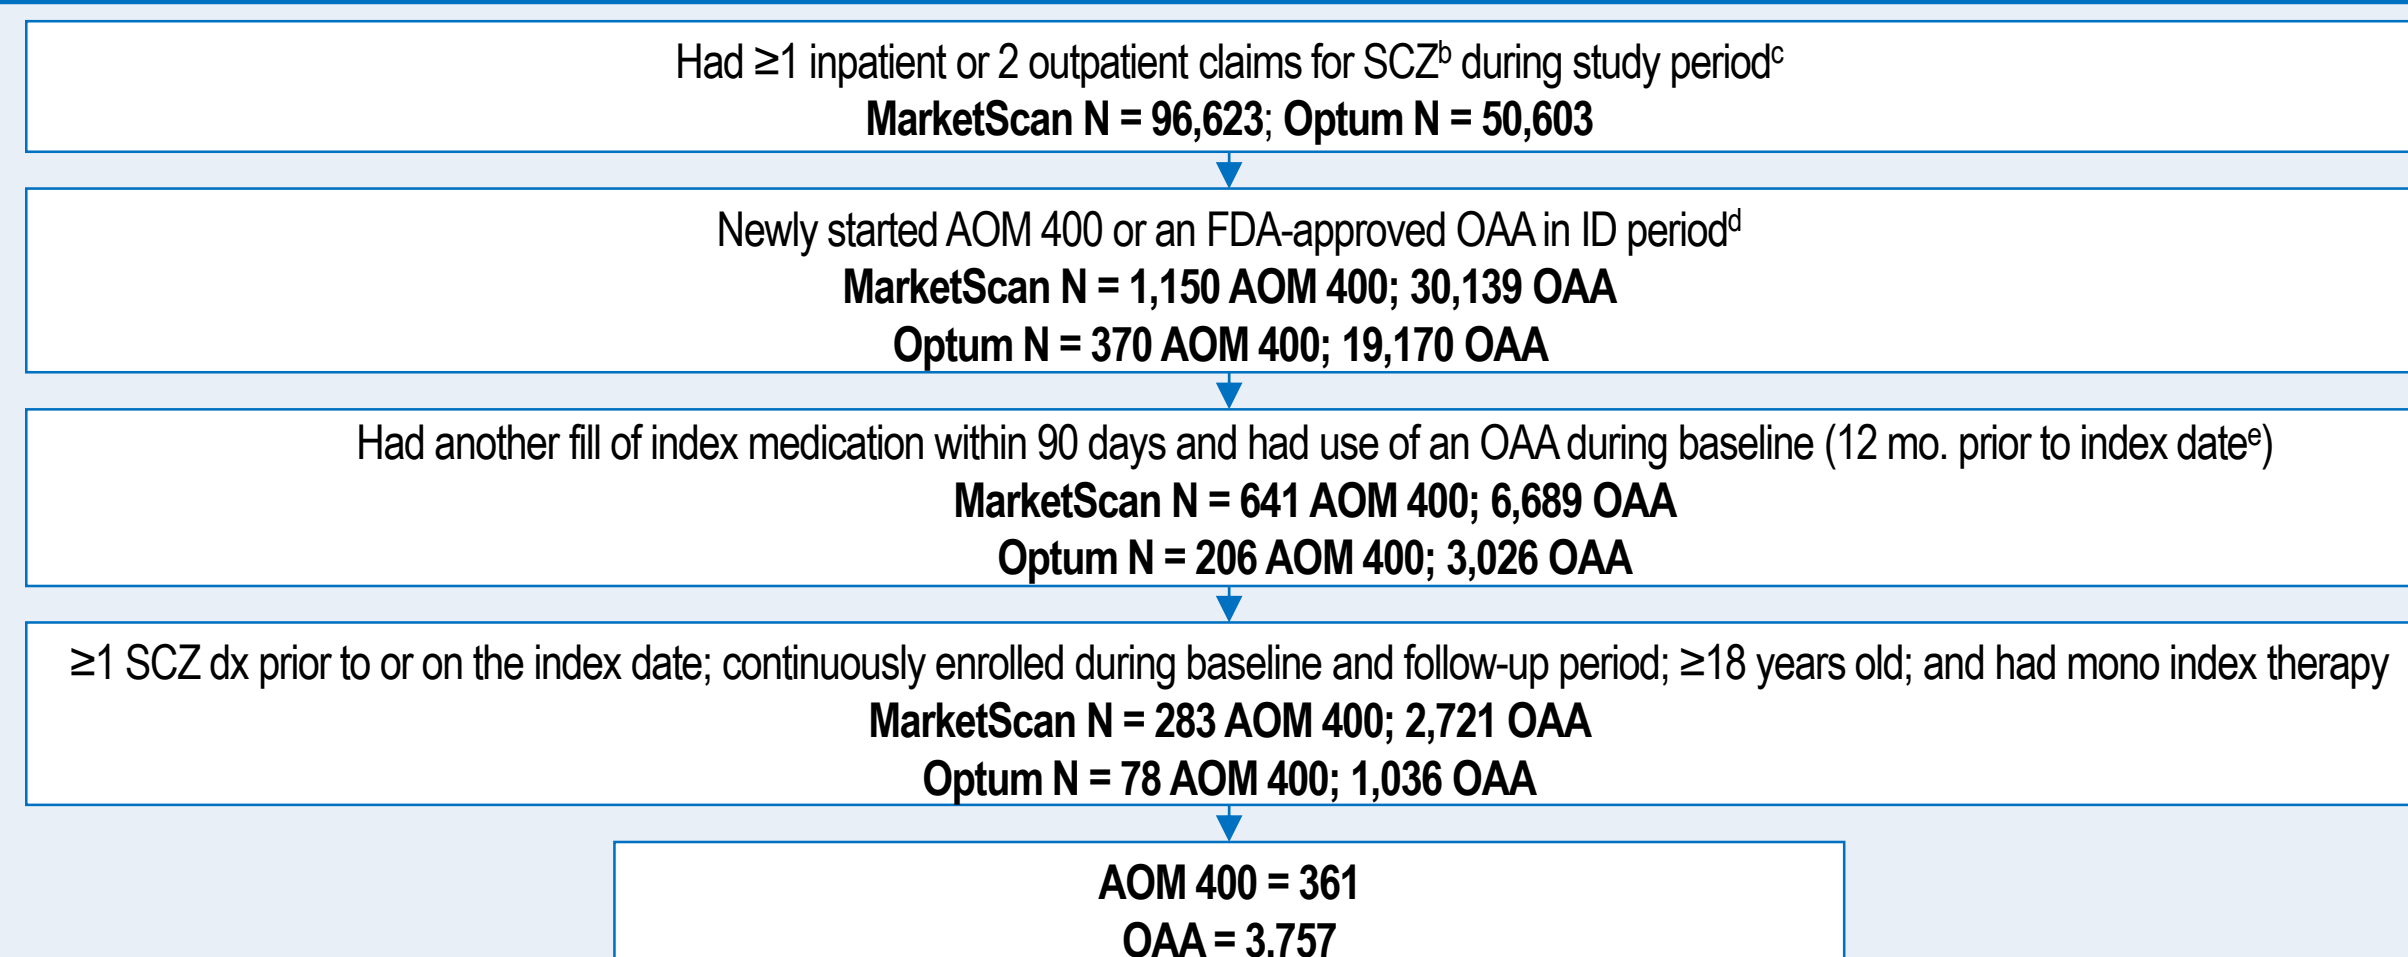 Had ≥1 inpatient or 2 outpatient claims for SCZᵇ during study periodᶜ
MarketScan N = 96,623; Optum N = 50,603
Newly started AOM 400 or an FDA-approved OAA in ID periodᵈ
MarketScan N = 1,150 AOM 400; 30,139 OAA
Optum N = 370 AOM 400; 19,170 OAA
Had another fill of index medication within 90 days and had use of an OAA during baseline (12 mo. prior to index dateᵉ)
MarketScan N = 641 AOM 400; 6,689 OAA
Optum N = 206 AOM 400; 3,026 OAA
≥1 SCZ dx prior to or on the index date; continuously enrolled during baseline and follow-up period; ≥18 years old; and had mono index therapy
MarketScan N = 283 AOM 400; 2,721 OAA
Optum N = 78 AOM 400; 1,036 OAA
AOM 400 = 361
OAA = 3,757